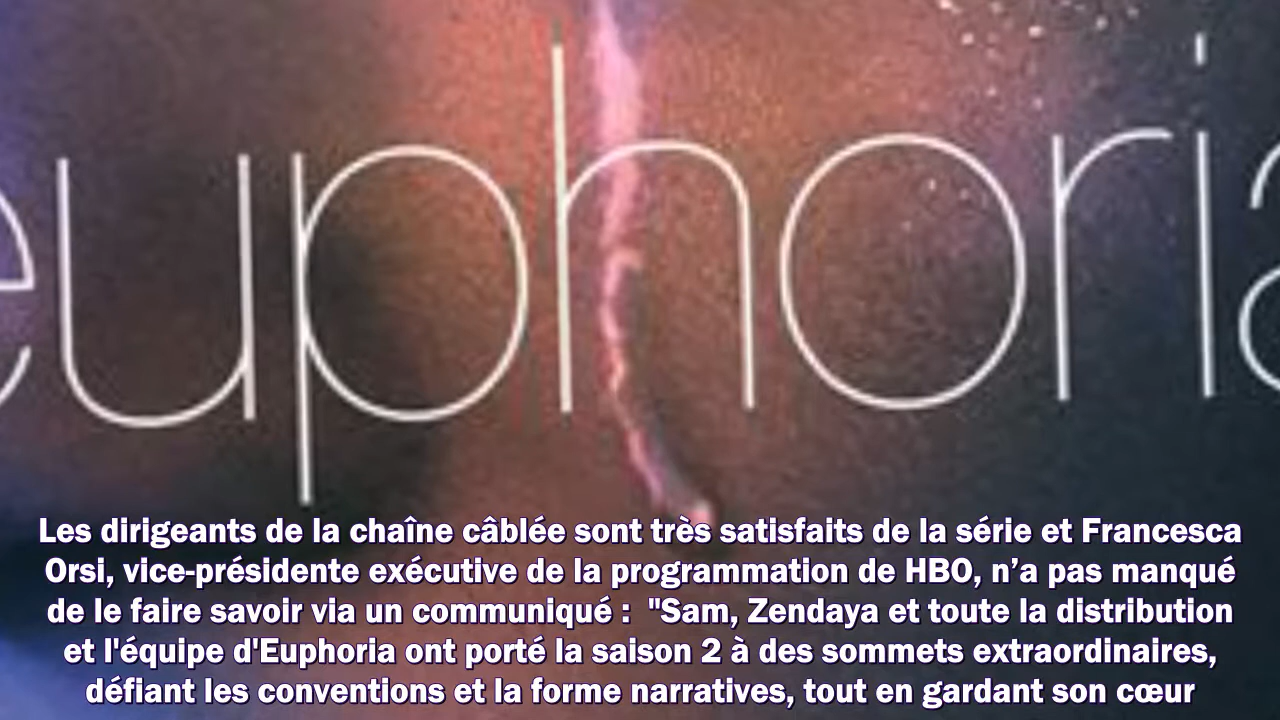 euphoria
Les dirigeants de la chaîne câblée sont très satisfaits de la série et Francesca
Orsi, vice-présidente exécutive de la programmation de HBO, n’a pas manqué
de le faire savoir via un communiqué :  "Sam, Zendaya et toute la distribution
et l'équipe d'Euphoria ont porté la saison 2 à des sommets extraordinaires,
défiant les conventions et la forme narratives, tout en gardant son cœur